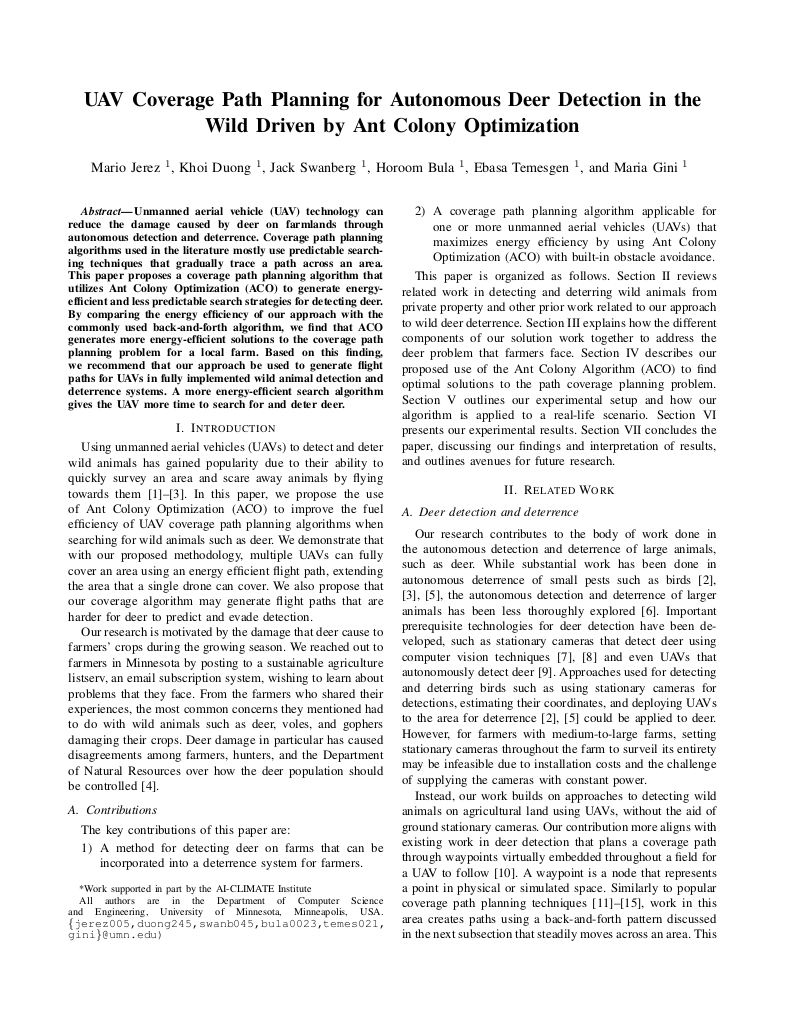 UAV Coverage Path Planning for Autonomous Deer Detection in the
Wild Driven by Ant Colony Optimization
Mario Jerez 1, Khoi Duong 1, Jack Swanberg 1, Horoom Bula 1, Ebasa Temesgen 1, and Maria Gini 1
Abstract—Unmanned aerial vehicle (UAV) technology can
reduce the damage caused by deer on farmlands through
autonomous detection and deterrence. Coverage path planning
algorithms used in the literature mostly use predictable search-
ing techniques that gradually trace a path across an area.
This paper proposes a coverage path planning algorithm that
utilizes Ant Colony Optimization (ACO) to generate energy-
efficient and less predictable search strategies for detecting deer.
By comparing the energy efficiency of our approach with the
commonly used back-and-forth algorithm, we find that ACO
generates more energy-efficient solutions to the coverage path
planning problem for a local farm. Based on this finding,
we recommend that our approach be used to generate flight
paths for UAVs in fully implemented wild animal detection and
deterrence systems. A more energy-efficient search algorithm
gives the UAV more time to search for and deter deer.
I. INTRODUCTION
Using unmanned aerial vehicles (UAVs) to detect and deter
wild animals has gained popularity due to their ability to
quickly survey an area and scare away animals by flying
towards them [1]–[3]. In this paper, we propose the use
of Ant Colony Optimization (ACO) to improve the fuel
efficiency of UAV coverage path planning algorithms when
searching for wild animals such as deer. We demonstrate that
with our proposed methodology, multiple UAVs can fully
cover an area using an energy efficient flight path, extending
the area that a single drone can cover. We also propose that
our coverage algorithm may generate flight paths that are
harder for deer to predict and evade detection.
Our research is motivated by the damage that deer cause to
farmers' crops during the growing season. We reached out to
farmers in Minnesota by posting to a sustainable agriculture
listserv, an email subscription system, wishing to learn about
problems that they face. From the farmers who shared their
experiences, the most common concerns they mentioned had
to do with wild animals such as deer, voles, and gophers
damaging their crops. Deer damage in particular has caused
disagreements among farmers, hunters, and the Department
of Natural Resources over how the deer population should
be controlled [4].
A. Contributions
The key contributions of this paper are:
1) A method for detecting deer on farms that can be
incorporated into a deterrence system for farmers.
*Work supported in part by the AI-CLIMATE Institute
All authors are in the Department of Computer Science
and Engineering, University of Minnesota, Minneapolis, USA.
{jerez005,duong245,swanb045,bula0023,temes021,
gini}@umn.edu)
2) A coverage path planning algorithm applicable for
one or more unmanned aerial vehicles (UAVs) that
maximizes energy efficiency by using Ant Colony
Optimization (ACO) with built-in obstacle avoidance.
This paper is organized as follows. Section II reviews
related work in detecting and deterring wild animals from
private property and other prior work related to our approach
to wild deer deterrence. Section III explains how the different
components of our solution work together to address the
deer problem that farmers face. Section IV describes our
proposed use of the Ant Colony Algorithm (ACO) to find
optimal solutions to the path coverage planning problem.
Section V outlines our experimental setup and how our
algorithm is applied to a real-life scenario. Section VI
presents our experimental results. Section VII concludes the
paper, discussing our findings and interpretation of results,
and outlines avenues for future research.
II. RELATED WORK
A. Deer detection and deterrence
Our research contributes to the body of work done in
the autonomous detection and deterrence of large animals,
such as deer. While substantial work has been done in
autonomous deterrence of small pests such as birds [2],
[3], [5], the autonomous detection and deterrence of larger
animals has been less thoroughly explored [6]. Important
prerequisite technologies for deer detection have been de-
veloped, such as stationary cameras that detect deer using
computer vision techniques [7], [8] and even UAVs that
autonomously detect deer [9]. Approaches used for detecting
and deterring birds such as using stationary cameras for
detections, estimating their coordinates, and deploying UAVs
to the area for deterrence [2], [5] could be applied to deer.
However, for farmers with medium-to-large farms, setting
stationary cameras throughout the farm to surveil its entirety
may be infeasible due to installation costs and the challenge
of supplying the cameras with constant power.
Instead, our work builds on approaches to detecting wild
animals on agricultural land using UAVs, without the aid of
ground stationary cameras. Our contribution more aligns with
existing work in deer detection that plans a coverage path
through waypoints virtually embedded throughout a field for
a UAV to follow [10]. A waypoint is a node that represents
a point in physical or simulated space. Similarly to popular
coverage path planning techniques [11]–[15], work in this
area creates paths using a back-and-forth pattern discussed
in the next subsection that steadily moves across an area. This